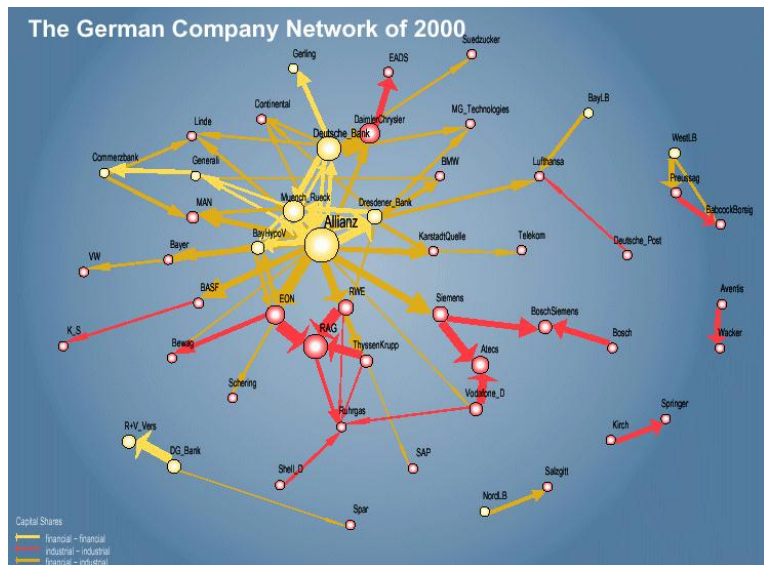 The German Company Network of 2000
Suedzucker
Gerling
EADS
Continental
BayLB
DaimlerChrysler
MG_Technologies
Deutsche_Bank
Linde
WestLB
Commerzbank
Generali
BMW
Lufthansa
Preussag
MAN
Muench_Rueck
Dresdener_Bank
BabcockBorsig
Allianz
BayHypoV
KarstadtQuelle
Telekom
Deutsche_Post
Bayer
VW
BASF
EON
RWE
Siemens
BoschSiemens
Aventis
K_S
Bewag
RAG
ThyssenKrupp
Atecs
Bosch
Wacker
Schering
Vodafone_D
Ruhrgas
Springer
R+V_Vers
Kirch
DG_Bank
Shell_D
SAP
Salzgitt
NordLB
Spar
Capital Shares
financial - financial
industrial - industrial
financial - industrial